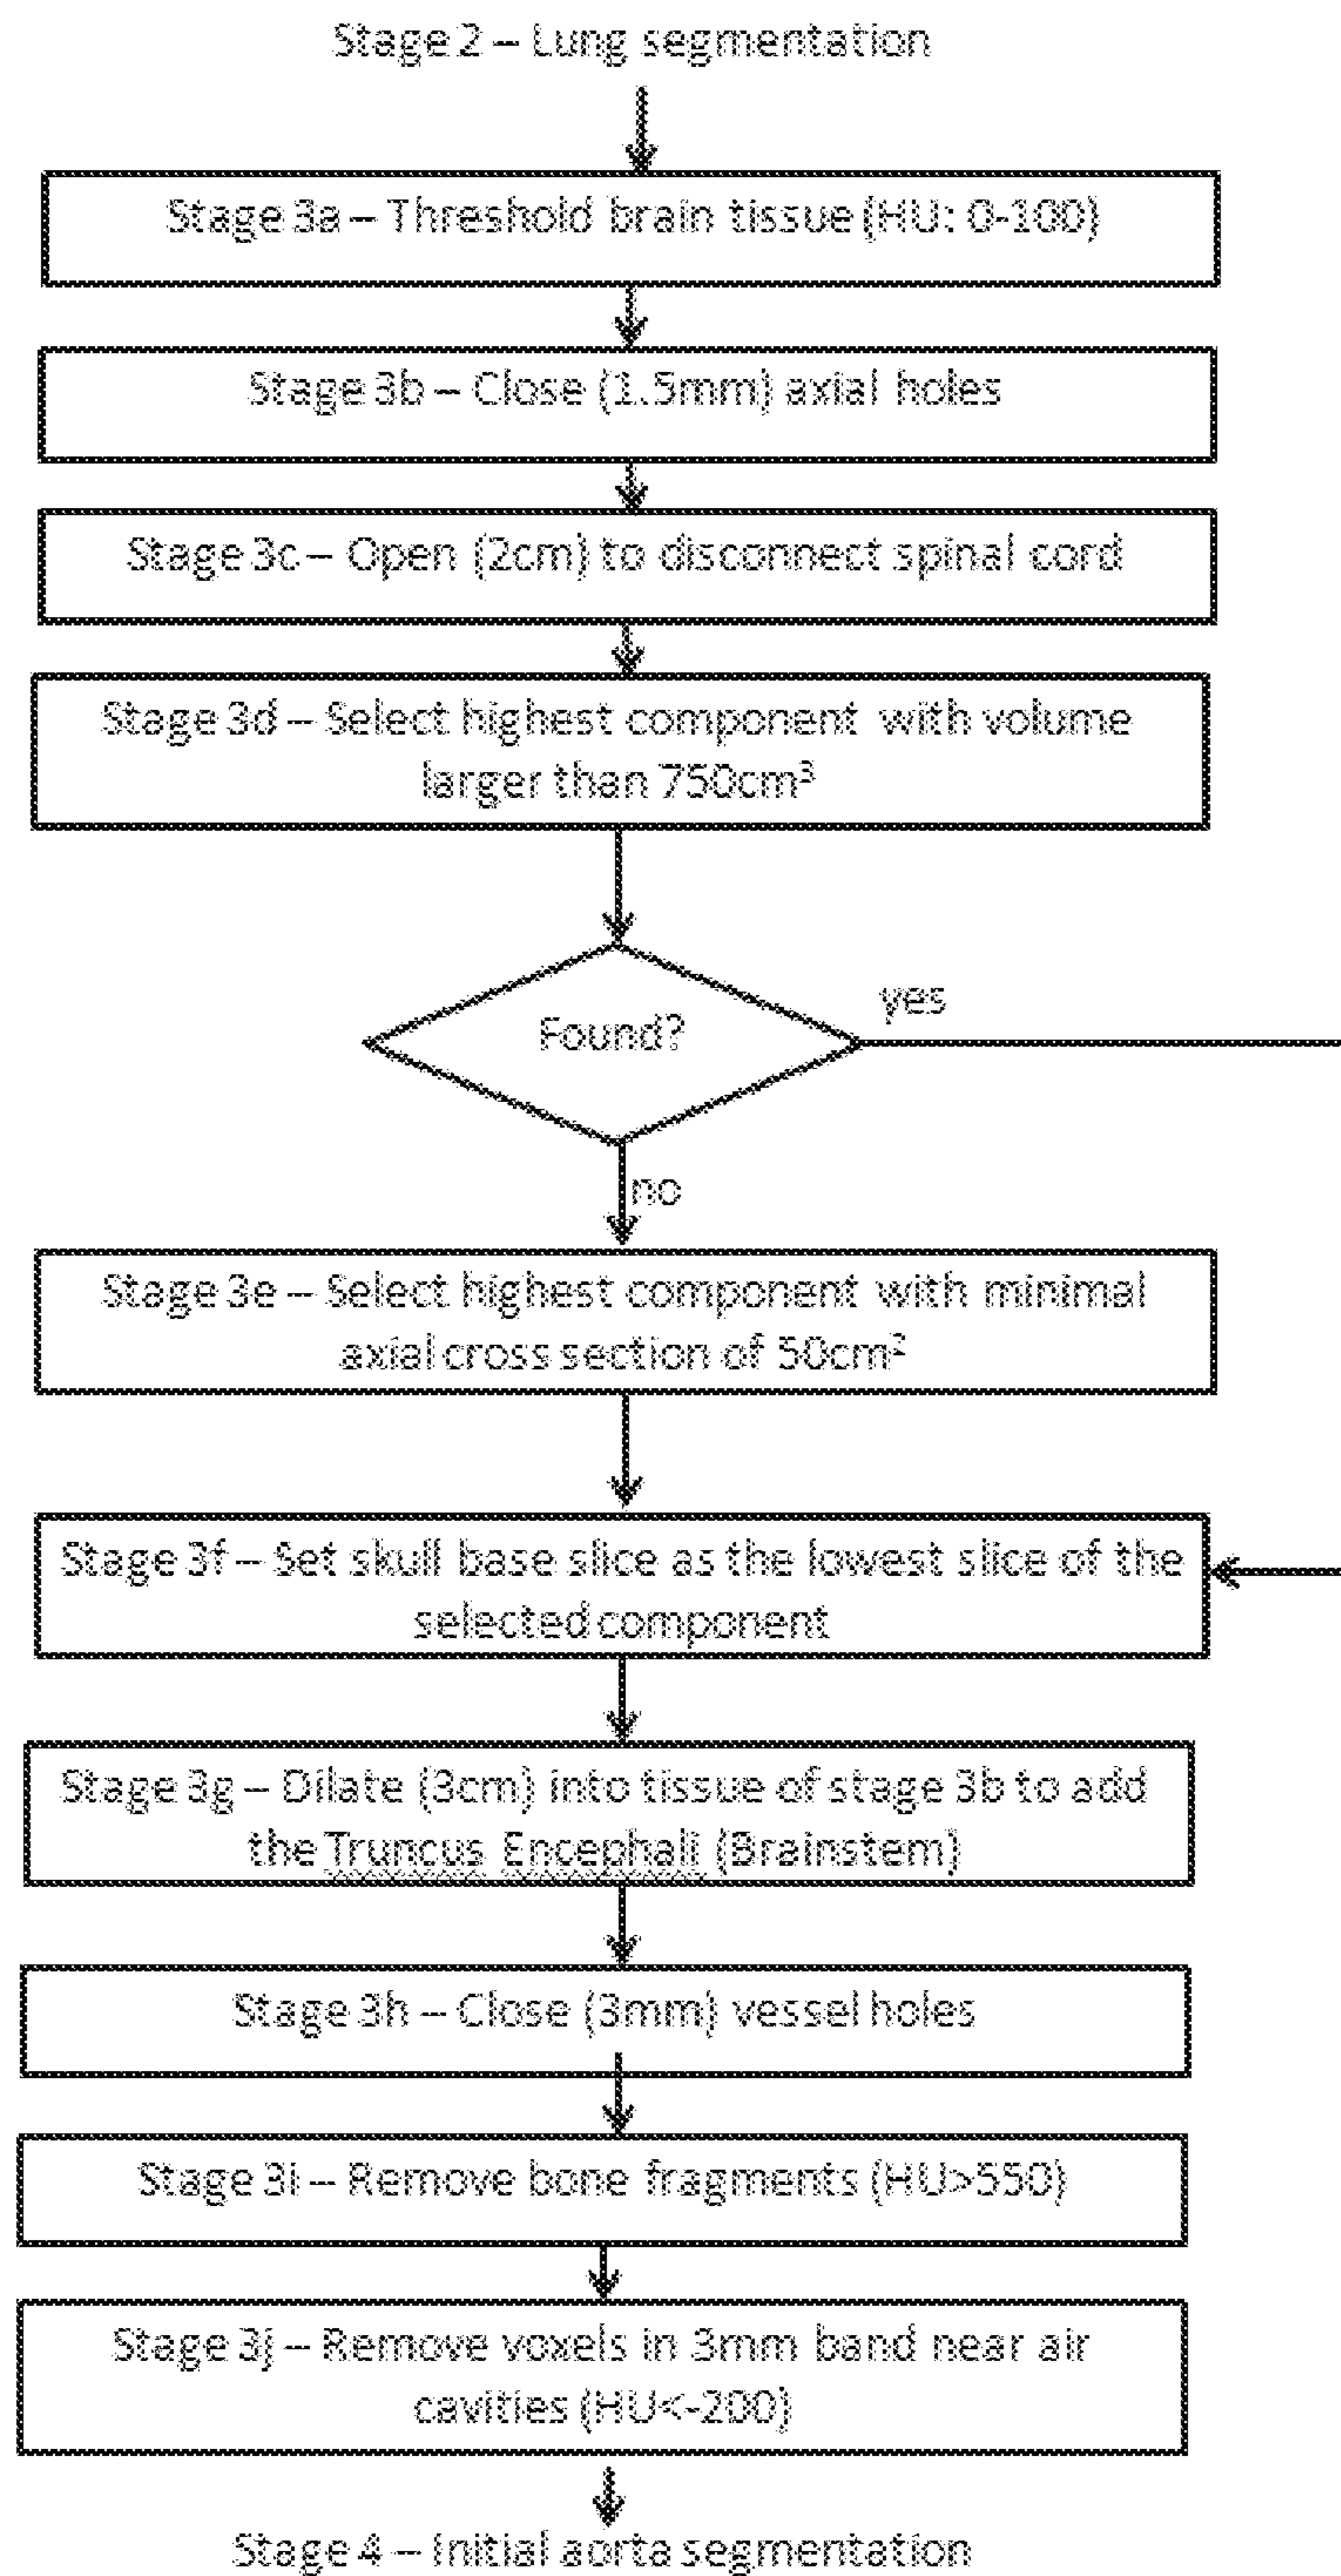 Stage 2 – Lung segmentation
Stage 3a – Threshold brain tissue (HU: 0-100)
Stage 3b – Close (1.5mm) axial holes
Stage 3c – Open (2cm) to disconnect spinal cord
Stage 3d – Select highest component with volume
larger than 750cm³
Found?
yes
no
Stage 3e – Select highest component with minimal
axial cross section of 50cm²
Stage 3f – Set skull base slice as the lowest slice of the
selected component
Stage 3g – Dilate (3cm) into tissue of stage 3b to add
the Truncus Encephali (Brainstem)
Stage 3h – Close (3mm) vessel holes
Stage 3i – Remove bone fragments (HU>550)
Stage 3j – Remove voxels in 3mm band near air
cavities (HU<-200)
Stage 4 – Initial aorta segmentation